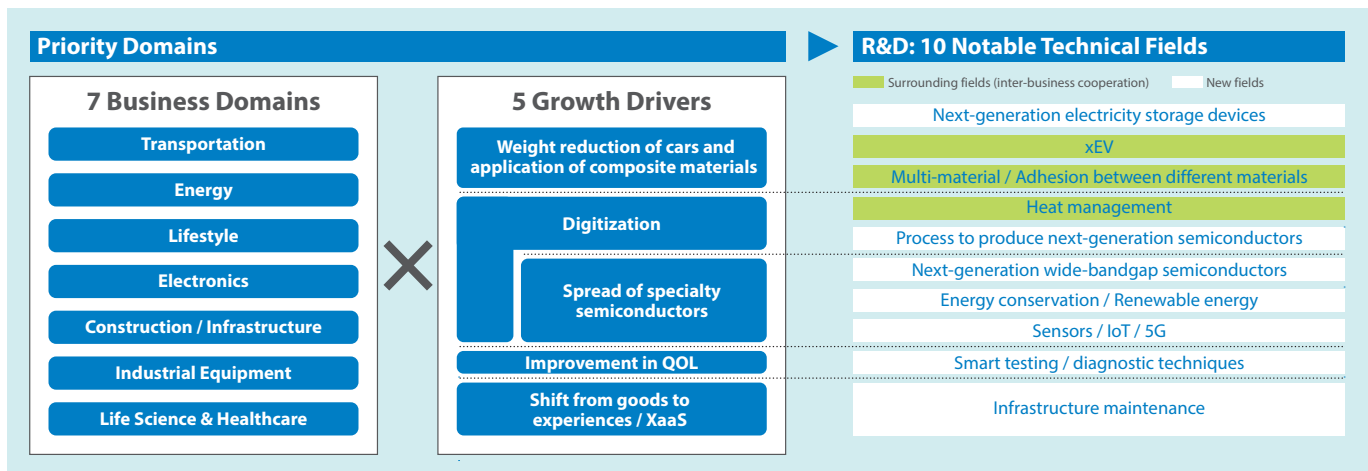 Priority Domains
R&D: 10 Notable Technical Fields
7 Business Domains
Transportation
Energy
Lifestyle
Electronics
Construction / Infrastructure
Industrial Equipment
Life Science & Healthcare
5 Growth Drivers
Weight reduction of cars and
application of composite materials
Digitization
Spread of specialty
semiconductors
Improvement in QOL
Shift from goods to
experiences / XaaS
Surrounding fields (inter-business cooperation)
New fields
Next-generation electricity storage devices
xEV
Multi-material / Adhesion between different materials
Heat management
Process to produce next-generation semiconductors
Next-generation wide-bandgap semiconductors
Energy conservation / Renewable energy
Sensors / IoT / 5G
Smart testing / diagnostic techniques
Infrastructure maintenance